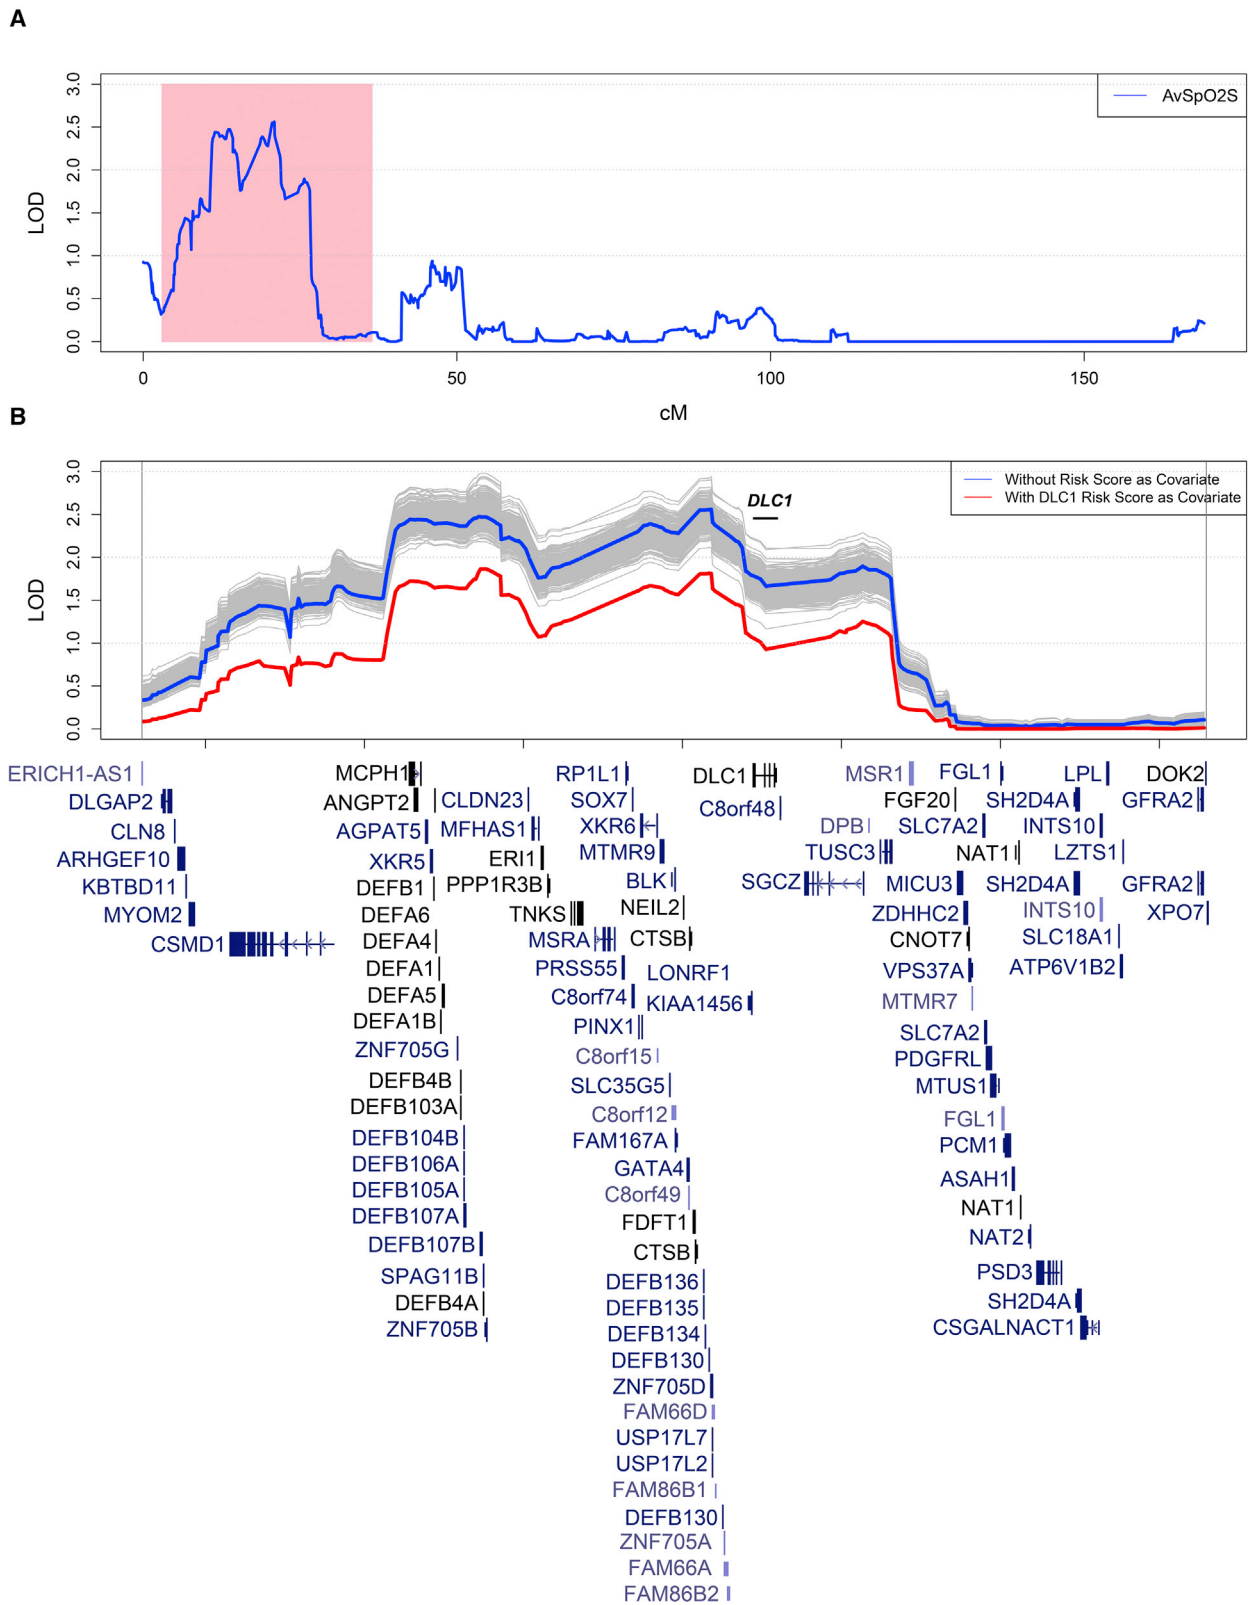 A
3.0
2.5
2.0
1.5
1.0
0.5
0.0
LOD
AvSpO2S
0 50 100 150
cM
B
3.0
2.5
2.0
1.5
1.0
0.5
0.0
LOD
Without Risk Score as Covariate
With DLC1 Risk Score as Covariate
DLC1
ERICH1-AS1 MCPH1 RP1L1 DLC1 MSR1 FGL1 LPL DOK2
DLGAP2 ANGPT2 CLDN23 SOX7 C8orf48 FGF20 SH2D4A GFRA2
CLN8 AGPAT5 MFHAS1 XKR6 DPB SLC7A2 INTS10
ARHGEF10 XKR5 ERI1 MTMR9 TUSC3 NAT1 LZTS1
KBTBD11 DEFB1 PPP1R3B BLK SGCZ MICU3 SH2D4A GFRA2
MYOM2 DEFA6 TNKS NEIL2 ZDHHC2 INTS10 XPO7
CSMD1 DEFA4 MSRA CTSB CNOT7 SLC18A1
DEFA1 PRSS55 LONRF1 VPS37A ATP6V1B2
DEFA5 C8orf74 KIAA1456 MTMR7
DEFA1B PINX1 SLC7A2
ZNF705G C8orf15 PDGFRL
DEFB4B SLC35G5 MTUS1
DEFB103A C8orf12 FGL1
DEFB104B FAM167A PCM1
DEFB106A GATA4 ASAH1
DEFB105A C8orf49 NAT1
DEFB107A FDFT1 NAT2
DEFB107B CTSB PSD3
SPAG11B DEFB136 SH2D4A
DEFB4A DEFB135 CSGALNACT1
ZNF705B DEFB134
DEFB130
ZNF705D
FAM66D
USP17L7
USP17L2
FAM86B1
DEFB130
ZNF705A
FAM66A
FAM86B2